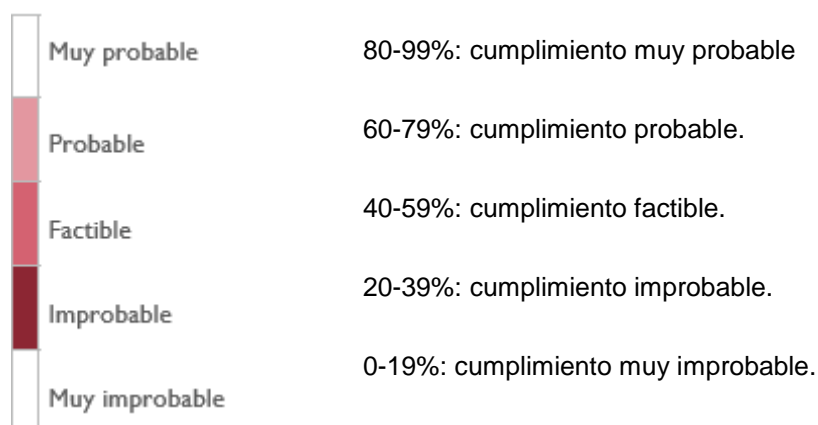 Muy probable
80-99%: cumplimiento muy probable
Probable
60-79%: cumplimiento probable.
Factible
40-59%: cumplimiento factible.
Improbable
20-39%: cumplimiento improbable.
Muy improbable
0-19%: cumplimiento muy improbable.